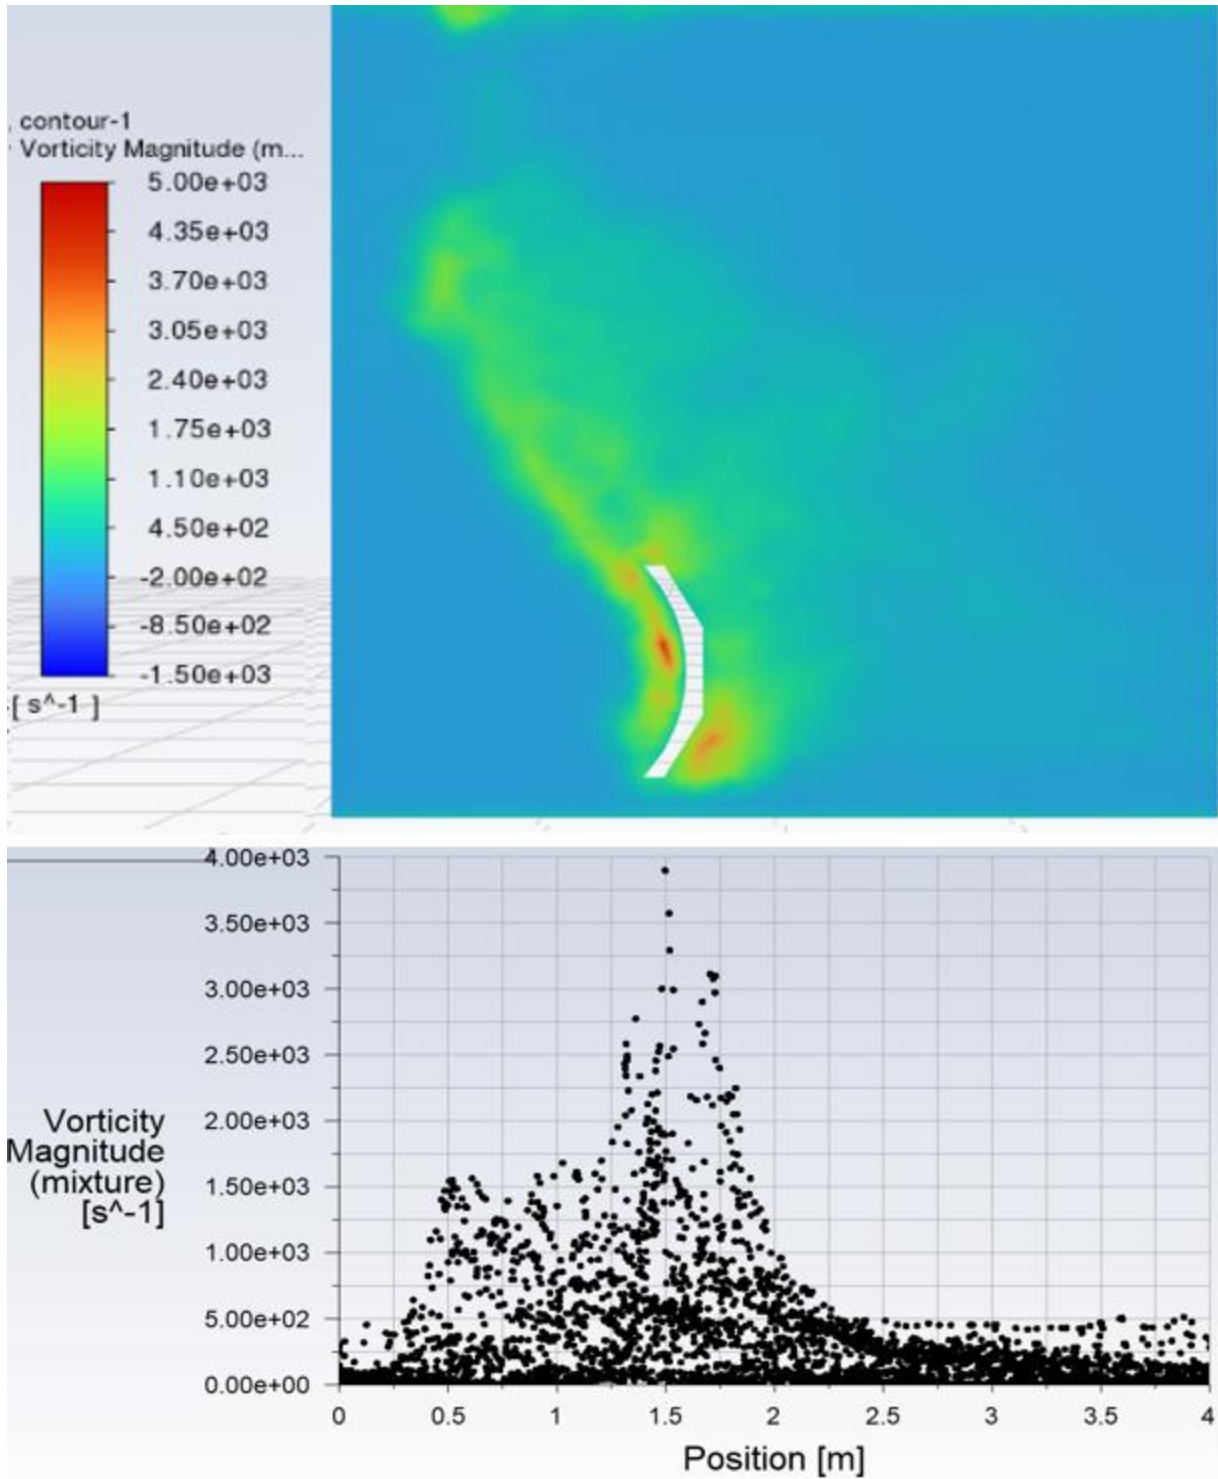 contour-1
Vorticity Magnitude (m...
5.00e+03
4.35e+03
3.70e+03
3.05e+03
2.40e+03
1.75e+03
1.10e+03
4.50e+02
-2.00e+02
-8.50e+02
-1.50e+03
[ s^-1 ]
4.00e+03
3.50e+03
3.00e+03
2.50e+03
2.00e+03
1.50e+03
1.00e+03
5.00e+02
0.00e+00
Vorticity
Magnitude
(mixture)
[s^-1]
0 0.5 1 1.5 2 2.5 3 3.5 4
Position [m]